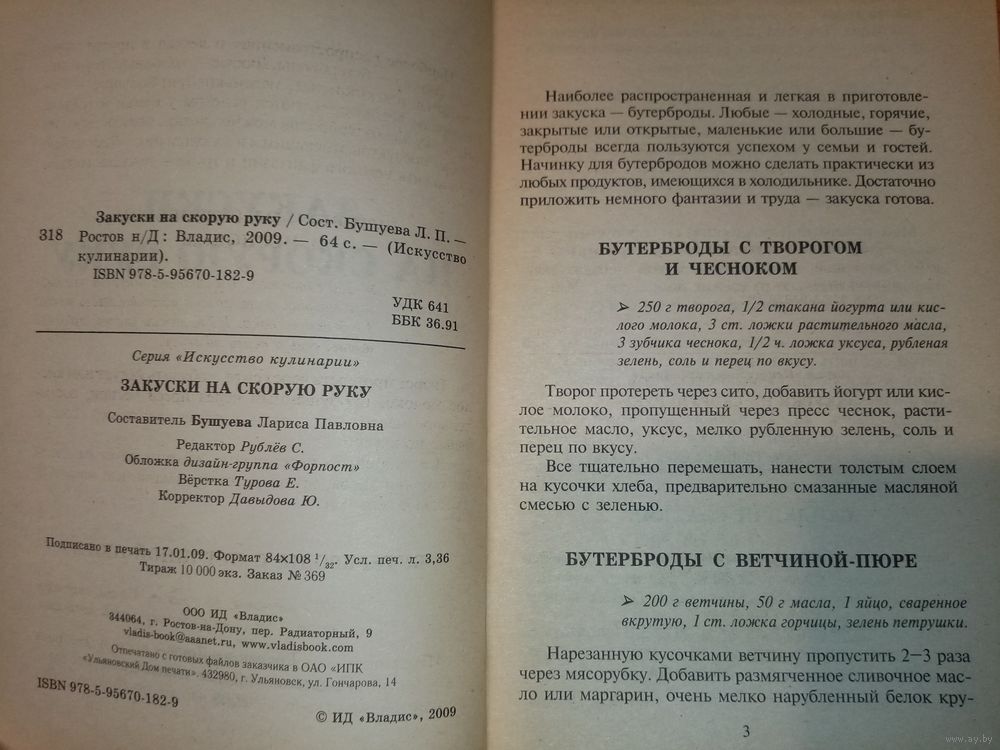 Закуски на скорую руку / Сост. Бушуева Л. П. —
318 Ростов н/Д: Владис, 2009. — 64 с. — (Искусство
кулинарии).
ISBN 978-5-95670-182-9
УДК 641
ББК 36.91
Серия «Искусство кулинарии»
ЗАКУСКИ НА СКОРУЮ РУКУ
Составитель Бушуева Лариса Павловна
Редактор Рублёв С.
Обложка дизайн-группа «Форпост»
Вёрстка Турова Е.
Корректор Давыдова Ю.
Подписано в печать 17.01.09. Формат 84×108 1/32. Усл. печ. л. 3,36
Тираж 10 000 экз. Заказ № 369
ООО ИД «Владис»
344064, г. Ростов-на-Дону, пер. Радиаторный, 9
vladis-book@aaanet.ru, www.vladisbook.com
Отпечатано с готовых файлов заказчика в ОАО «ИПК
«Ульяновский Дом печати». 432980, г. Ульяновск, ул. Гончарова, 14
ISBN 978-5-95670-182-9
© ИД «Владис», 2009
Наиболее распространенная и легкая в приготовле-
нии закуска — бутерброды. Любые — холодные, горячие,
закрытые или открытые, маленькие или большие — бу-
терброды всегда пользуются успехом у семьи и гостей.
Начинку для бутербродов можно сделать практически из
любых продуктов, имеющихся в холодильнике. Достаточно
приложить немного фантазии и труда — закуска готова.
БУТЕРБРОДЫ С ТВОРОГОМ
И ЧЕСНОКОМ
➢ 250 г творога, 1/2 стакана йогурта или кис-
лого молока, 3 ст. ложки растительного масла,
3 зубчика чеснока, 1/2 ч. ложка уксуса, рубленая
зелень, соль и перец по вкусу.
Творог протереть через сито, добавить йогурт или кис-
лое молоко, пропущенный через пресс чеснок, расти-
тельное масло, уксус, мелко рубленную зелень, соль и
перец по вкусу.
Все тщательно перемешать, нанести толстым слоем
на кусочки хлеба, предварительно смазанные масляной
смесью с зеленью.
БУТЕРБРОДЫ С ВЕТЧИНОЙ-ПЮРЕ
➢ 200 г ветчины, 50 г масла, 1 яйцо, сваренное
вкрутую, 1 ст. ложка горчицы, зелень петрушки.
Нарезанную кусочками ветчину пропустить 2—3 раза
через мясорубку. Добавить размягченное сливочное мас-
ло или маргарин, очень мелко нарубленный белок кру-
3
www.ay.by